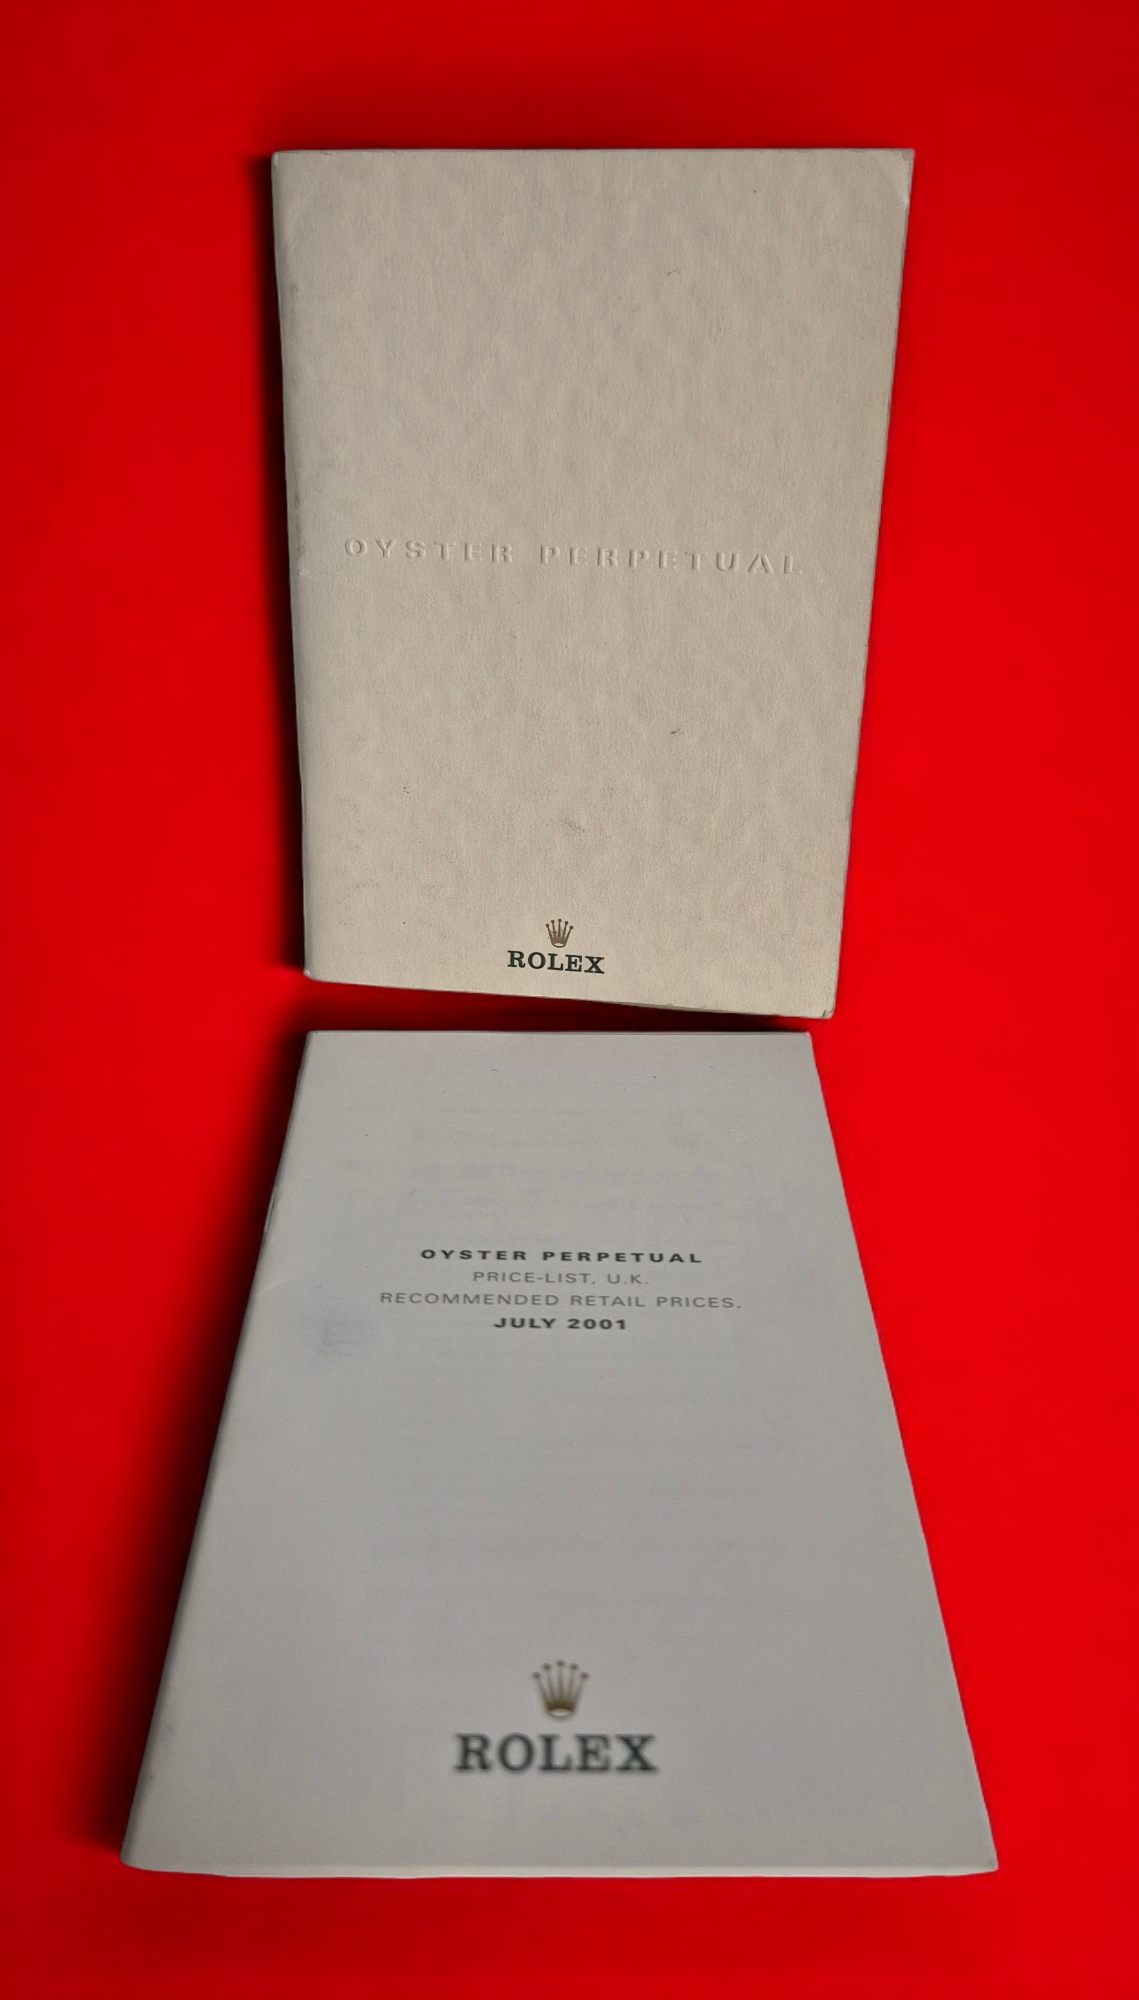 OYSTER PERPETUAL
ROLEX
OYSTER PERPETUAL
PRICE-LIST, U.K.
RECOMMENDED RETAIL PRICES,
JULY 2001
ROLEX